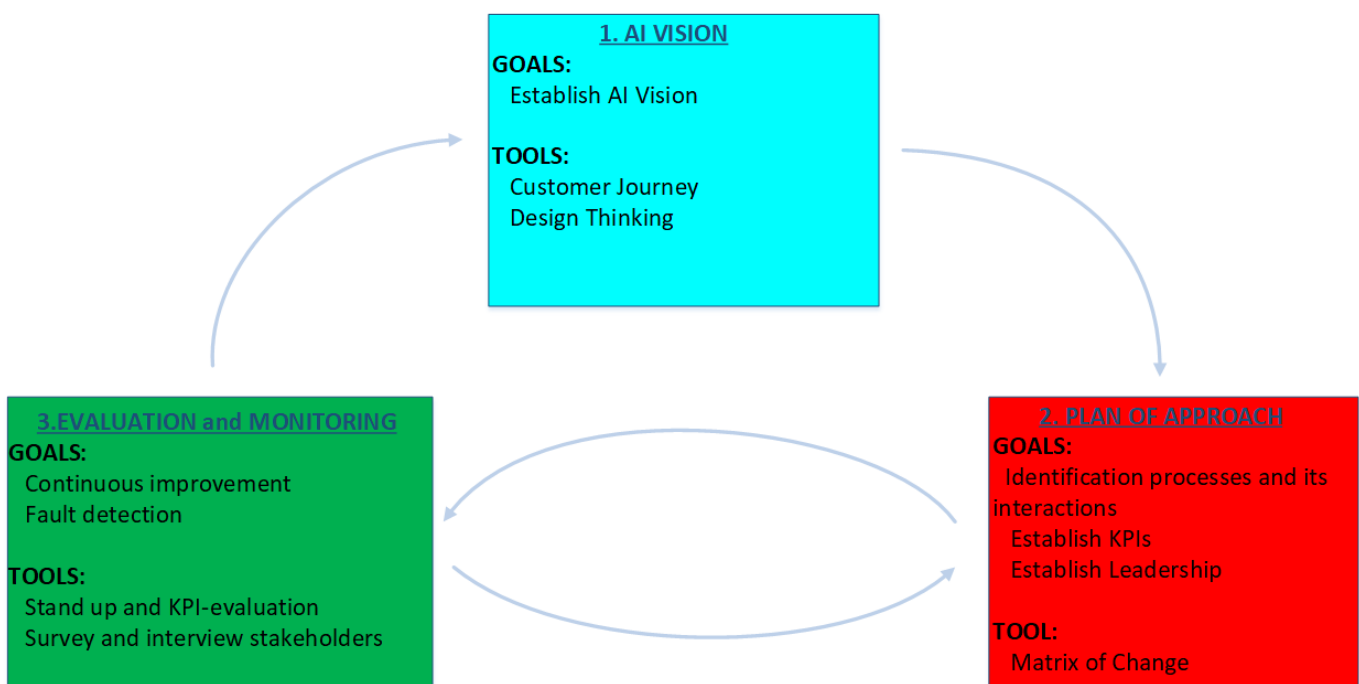 1. AI VISION
GOALS:
Establish AI Vision
TOOLS:
Customer Journey
Design Thinking
3.EVALUATION and MONITORING
GOALS:
Continuous improvement
Fault detection
TOOLS:
Stand up and KPI-evaluation
Survey and interview stakeholders
2. PLAN OF APPROACH
GOALS:
Identification processes and its
interactions
Establish KPIs
Establish Leadership
TOOL:
Matrix of Change